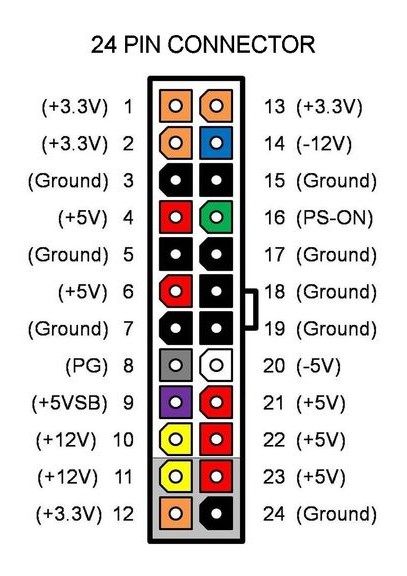 24 PIN CONNECTOR
(+3.3V) 1 13 (+3.3V)
(+3.3V) 2 14 (-12V)
(Ground) 3 15 (Ground)
(+5V) 4 16 (PS-ON)
(Ground) 5 17 (Ground)
(+5V) 6 18 (Ground)
(Ground) 7 19 (Ground)
(PG) 8 20 (-5V)
(+5VSB) 9 21 (+5V)
(+12V) 10 22 (+5V)
(+12V) 11 23 (+5V)
(+3.3V) 12 24 (Ground)